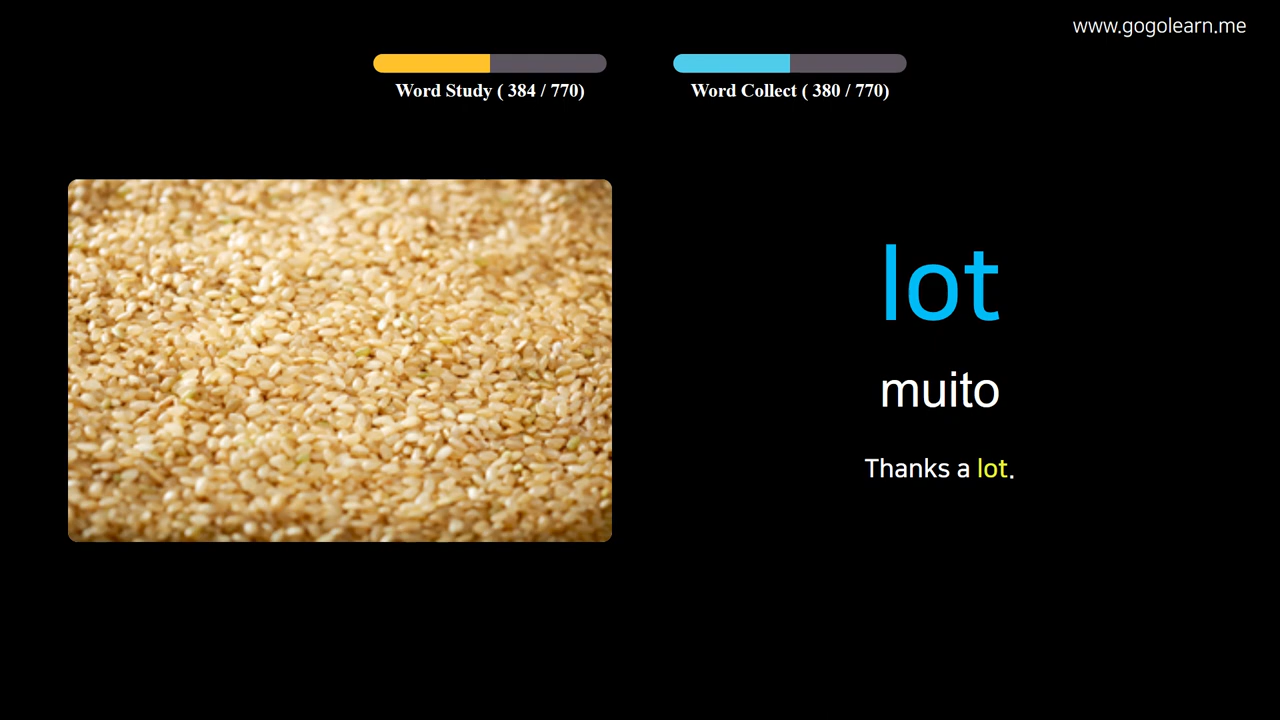 www.gogolearn.me
Word Study ( 384 / 770)
Word Collect ( 380 / 770)
lot
muito
Thanks a lot.